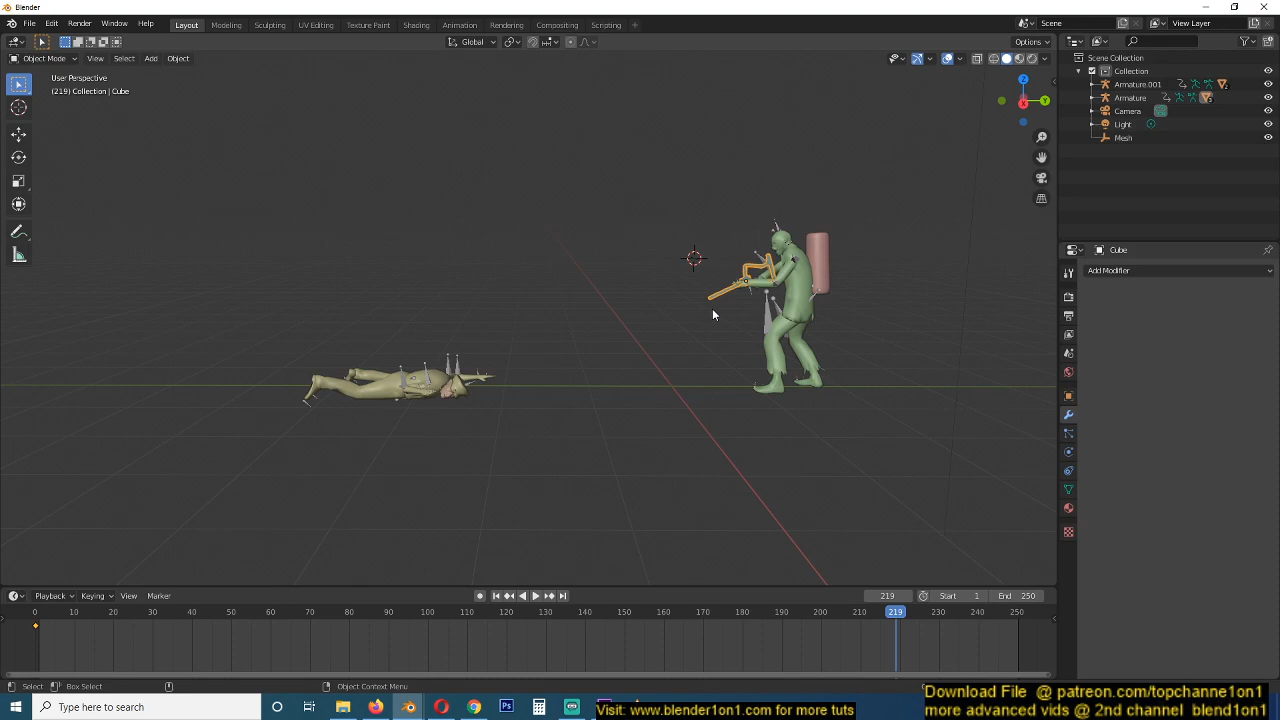 Blender
File Edit Render Window Help Layout Modeling Sculpting UV Editing Texture Paint Shading Animation Rendering Compositing Scripting + Scene View Layer
Global Options
Object Mode View Select Add Object
User Perspective
(219) Collection | Cube
Z
Y
X
Scene Collection
Collection
Armature.001
Armature
Camera
Light
Mesh
Cube
Add Modifier
Playback Keying View Marker 219 Start 1 End 250
0 10 20 30 40 50 60 70 80 90 100 110 120 130 140 150 160 170 180 190 200 210 219 230 240 250
Select Box Select Object Context Menu
Type here to search
Download File @ patreon.com/topchanne1on1
Visit: www.blender1on1.com for more tuts
more advanced vids @ 2nd channel blend1on1